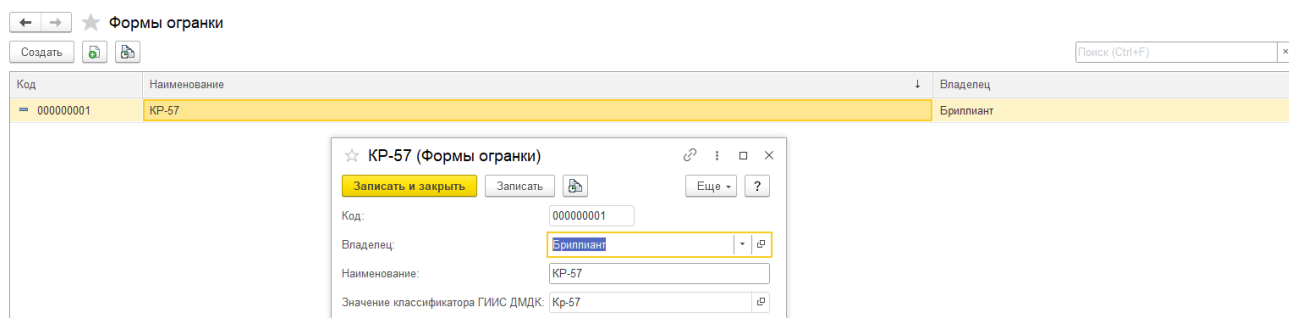 Формы огранки
Создать
Поиск (Ctrl+F)
×
Код Наименование ↓ Владелец
000000001 КР-57 Бриллиант
КР-57 (Формы огранки)
Записать и закрыть Записать Еще ?
Код: 000000001
Владелец: Бриллиант
Наименование: КР-57
Значение классификатора ГИИС ДМДК: Кр-57